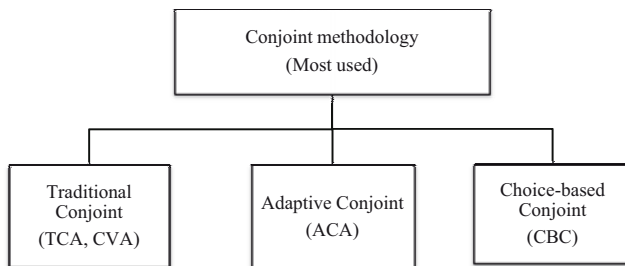 Conjoint methodology
(Most used)
Traditional
Conjoint
(TCA, CVA)
Adaptive Conjoint
(ACA)
Choice-based
Conjoint
(CBC)